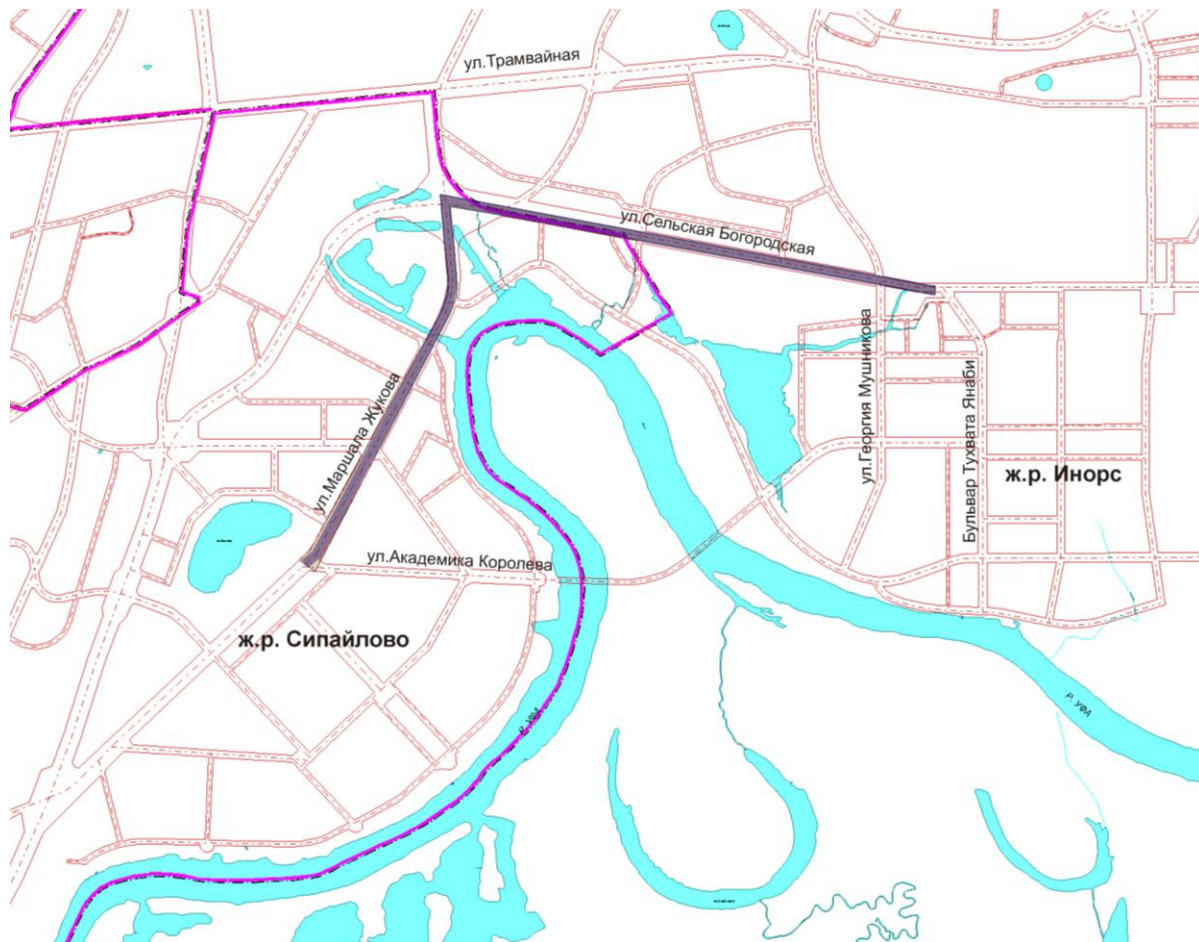 ул.Трамвайная
ул.Сельская Богородская
ул.Маршала Жукова
ул.Георгия Мушникова
Бульвар Тухвата Янаби
ж.р. Инорс
ул.Академика Королева
ж.р. Сипайлово
р. УФА
р. УФА